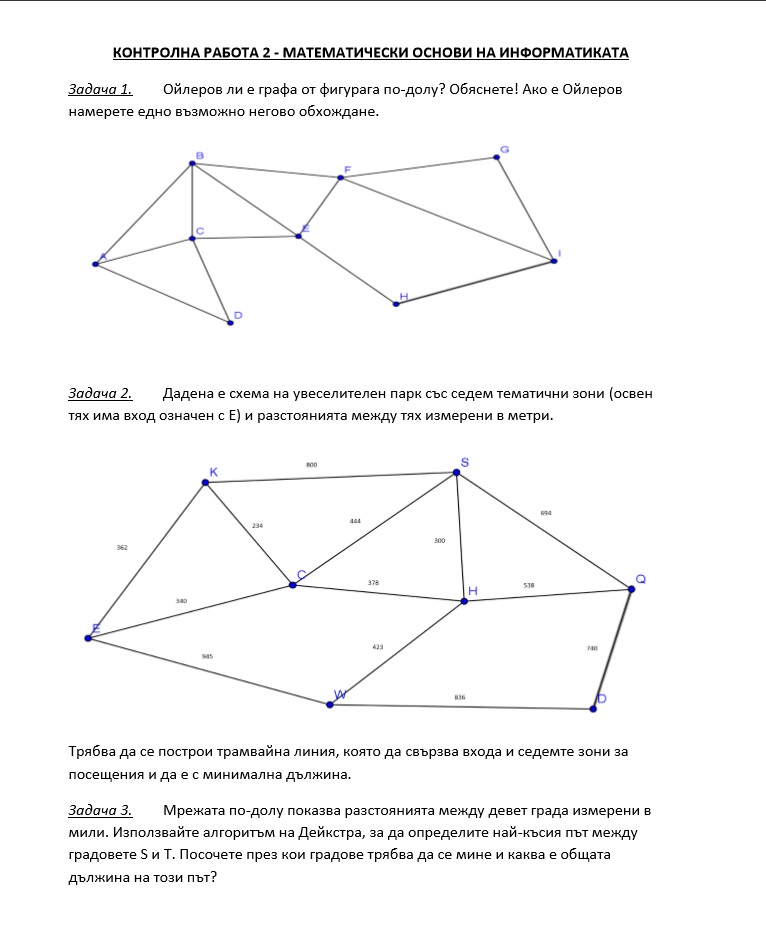 КОНТРОЛНА РАБОТА 2 - МАТЕМАТИЧЕСКИ ОСНОВИ НА ИНФОРМАТИКАТА
Задача 1. Ойлеров ли е графа от фигурага по-долу? Обяснете! Ако е Ойлеров
намерете едно възможно негово обхождане.
B
F
G
C
E
A
I
H
D
Задача 2. Дадена е схема на увеселителен парк със седем тематични зони (освен
тях има вход означен с Е) и разстоянията между тях измерени в метри.
S
800
K
694
444
234
300
362
C
Q
378
538
H
340
E
423
740
945
W
836
D
Трябва да се построи трамвайна линия, която да свързва входа и седемте зони за
посещения и да е с минимална дължина.
Задача 3. Мрежата по-долу показва разстоянията между девет града измерени в
мили. Използвайте алгоритъм на Дейкстра, за да определите най-късия път между
градовете S и T. Посочете през кои градове трябва да се мине и каква е общата
дължина на този път?